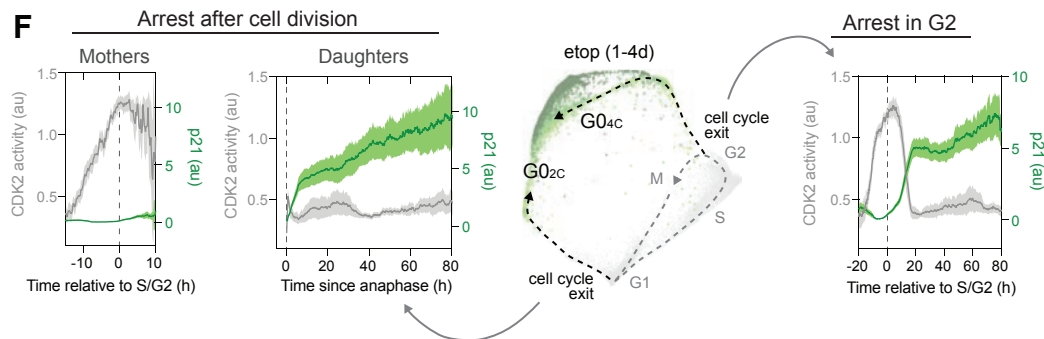 F
Arrest after cell division
Mothers
Daughters
1.5
1.0
0.5
CDK2 activity (au)
10
5
0
p21 (au)
-10
0
10
Time relative to S/G2 (h)
1.5
1.0
0.5
CDK2 activity (au)
10
5
0
p21 (au)
0
20
40
60
80
Time since anaphase (h)
etop (1-4d)
G04C
G02C
cell cycle
exit
G2
M
S
G1
cell cycle
exit
Arrest in G2
1.5
1.0
0.5
CDK2 activity (au)
10
5
0
p21 (au)
-20
0
20
40
60
80
Time relative to S/G2 (h)